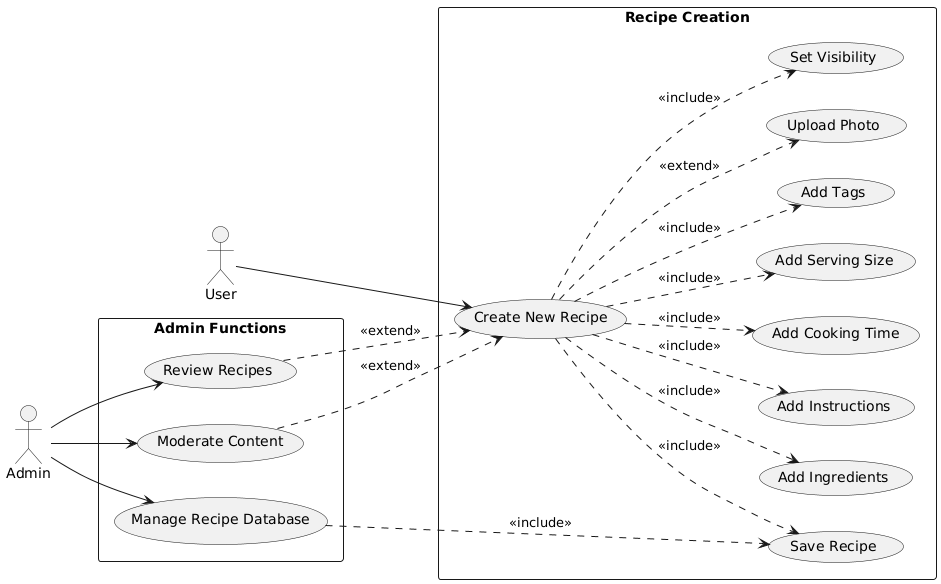 Recipe Creation
Set Visibility
«include»
Upload Photo
«extend»
Add Tags
«include»
Add Serving Size
«include»
User
Create New Recipe
«include»
Add Cooking Time
Admin Functions
«extend»
«include»
Review Recipes
«extend»
«include»
Add Instructions
Moderate Content
«include»
Add Ingredients
Admin
Manage Recipe Database
«include»
Save Recipe